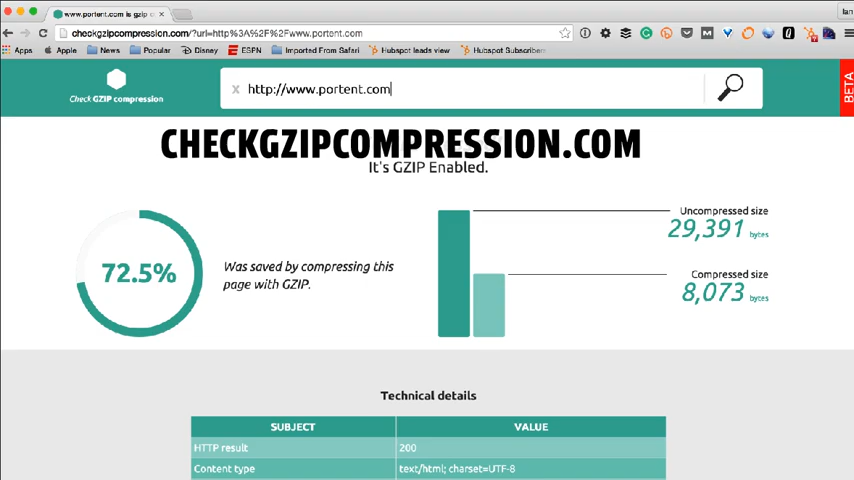 www.portent.com is gzip c
Ian
checkgzipcompression.com/?url=http%3A%2F%2Fwww.portent.com
Apps Apple News Popular Disney ESPN Imported From Safari Hubspot leads view Hubspot Subscribers
Check GZIP compression
x http://www.portent.com
BETA
CHECKGZIPCOMPRESSION.COM
It's GZIP Enabled.
Uncompressed size
29,391 bytes
72.5%
Was saved by compressing this
page with GZIP.
Compressed size
8,073 bytes
Technical details
SUBJECT VALUE
HTTP result 200
Content type text/html; charset=UTF-8